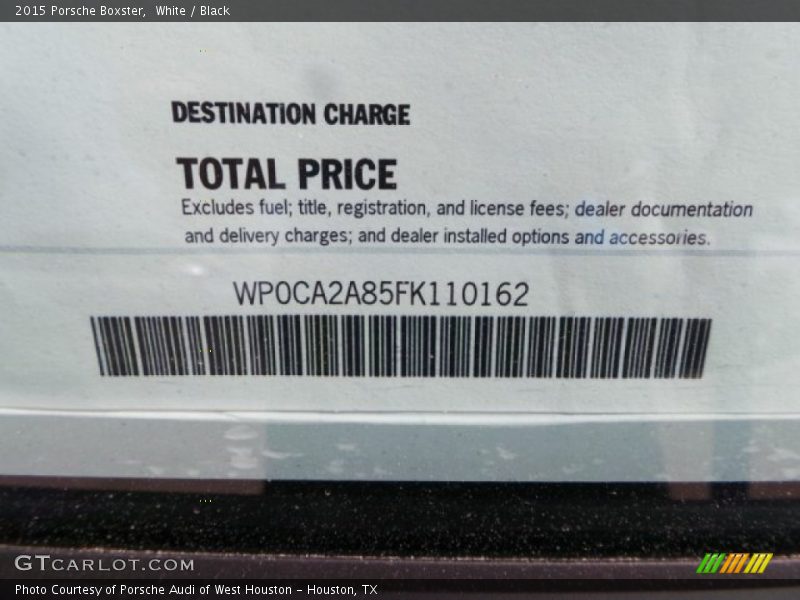 2015 Porsche Boxster,  White / Black
DESTINATION CHARGE
TOTAL PRICE
Excludes fuel; title, registration, and license fees; dealer documentation
and delivery charges; and dealer installed options and accessories.
WP0CA2A85FK110162
GTCARLOT.COM
Photo Courtesy of Porsche Audi of West Houston - Houston, TX